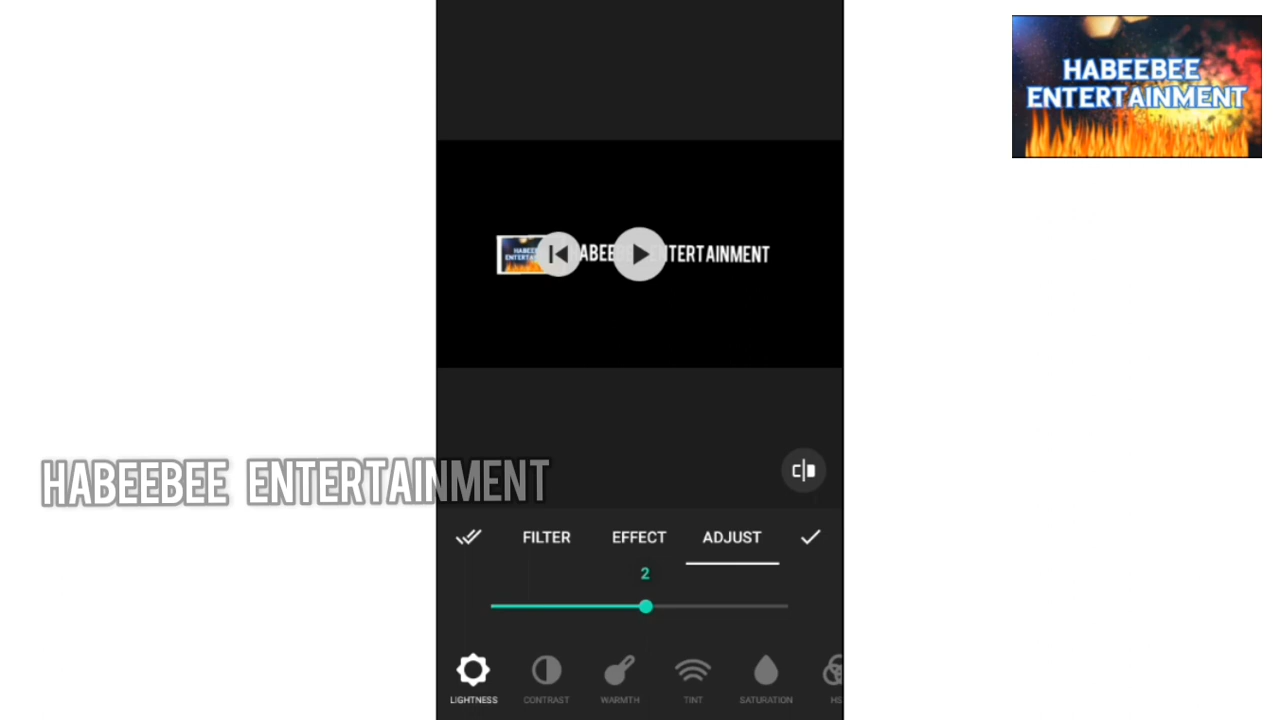 HABEEBEE
ENTERTAINMENT
HABEEBEE ENTERTAINMENT
FILTER EFFECT ADJUST
2
LIGHTNESS CONTRAST WARMTH TINT SATURATION